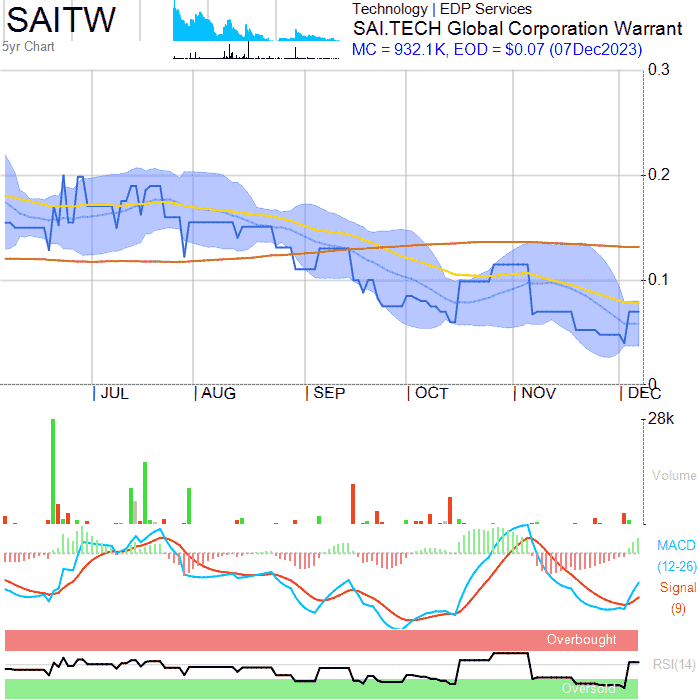 SAITW
5yr Chart
Technology | EDP Services
SAI.TECH Global Corporation Warrant
MC = 932.1K, EOD = $0.07 (07Dec2023)
0.3
0.2
0.1
0
JUL
AUG
SEP
OCT
NOV
DEC
28k
Volume
MACD
(12-26)
Signal
(9)
Overbought
RSI(14)
Oversold